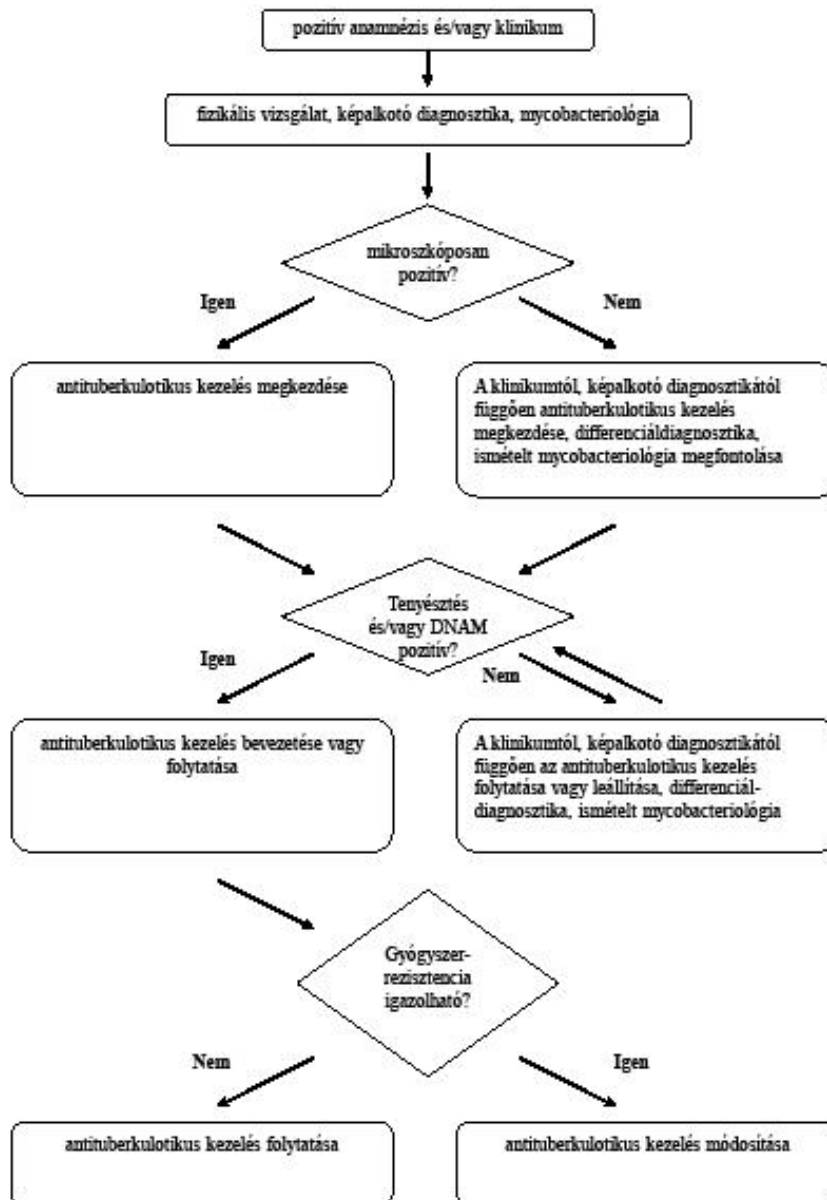 pozitív anamnézis és/vagy klinikum
fizikális vizsgálat, képalkotó diagnosztika, mycobacteriológia
mikroszkóposan
pozitív?
Igen
Nem
antituberkulotikus kezelés megkezdése
A klinikumtól, képalkotó diagnosztikától
függően antituberkulotikus kezelés
megkezdése, differenciáldiagnosztika,
ismételt mycobacteriológia megfontolása
Tenyésztés
és/vagy DNAM
pozitív?
Igen
Nem
antituberkulotikus kezelés bevezetése vagy
folytatása
A klinikumtól, képalkotó diagnosztikától
függően az antituberkulotikus kezelés
folytatása vagy leállítása, differenciál-
diagnosztika, ismételt mycobacteriológia
Gyógyszer-
rezisztencia
igazolható?
Nem
Igen
antituberkulotikus kezelés folytatása
antituberkulotikus kezelés módosítása